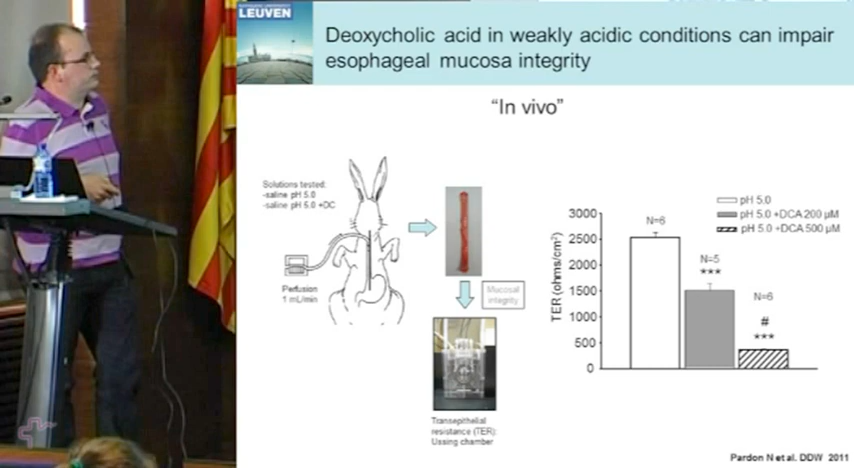 LEUVEN
Deoxycholic acid in weakly acidic conditions can impair
esophageal mucosa integrity
“In vivo”
Solutions tested:
-saline pH 5.0
-saline pH 5.0 +DC
Perfusion
1 mL/min
Mucosal
integrity
Transepithelial
resistance (TER):
Ussing chamber
pH 5.0
pH 5.0 +DCA 200 µM
pH 5.0 +DCA 500 µM
TER (ohms/cm²)
3000
2500
2000
1500
1000
500
0
N=6
N=5
***
N=6
#
***
Pardon N et al. DDW 2011